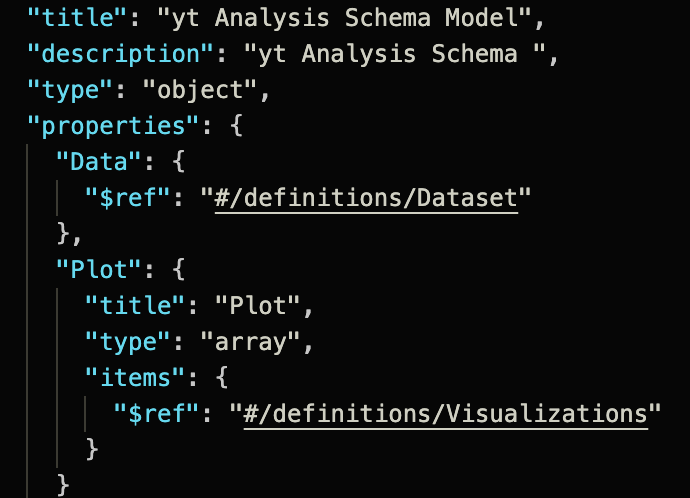 "title": "yt Analysis Schema Model",
"description": "yt Analysis Schema ",
"type": "object",
"properties": {
"Data": {
"$ref": "#/definitions/Dataset"
},
"Plot": {
"title": "Plot",
"type": "array",
"items": {
"$ref": "#/definitions/Visualizations"
}
}